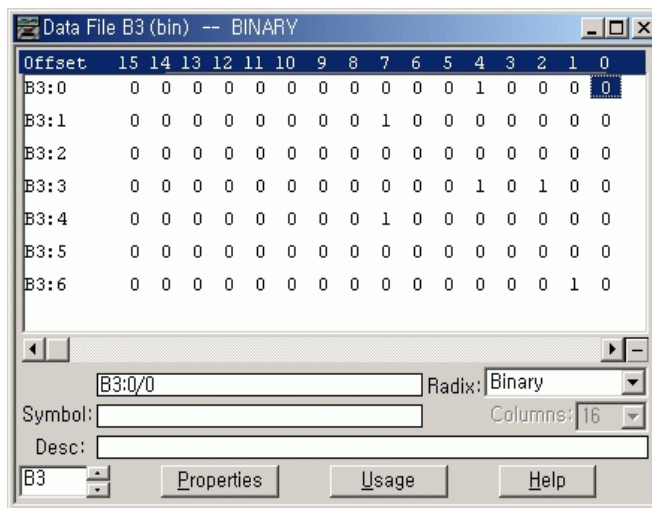 Data File B3 (bin) -- BINARY
Offset 15 14 13 12 11 10 9 8 7 6 5 4 3 2 1 0
B3:0 0 0 0 0 0 0 0 0 0 0 0 1 0 0 0 0
B3:1 0 0 0 0 0 0 0 0 1 0 0 0 0 0 0 0
B3:2 0 0 0 0 0 0 0 0 0 0 0 0 0 0 0 0
B3:3 0 0 0 0 0 0 0 0 0 0 0 1 0 1 0 0
B3:4 0 0 0 0 0 0 0 0 1 0 0 0 0 0 0 0
B3:5 0 0 0 0 0 0 0 0 0 0 0 0 0 0 0 0
B3:6 0 0 0 0 0 0 0 0 0 0 0 0 0 0 1 0
B3:0/0 Radix: Binary
Symbol: Columns: 16
Desc:
B3 Properties Usage Help